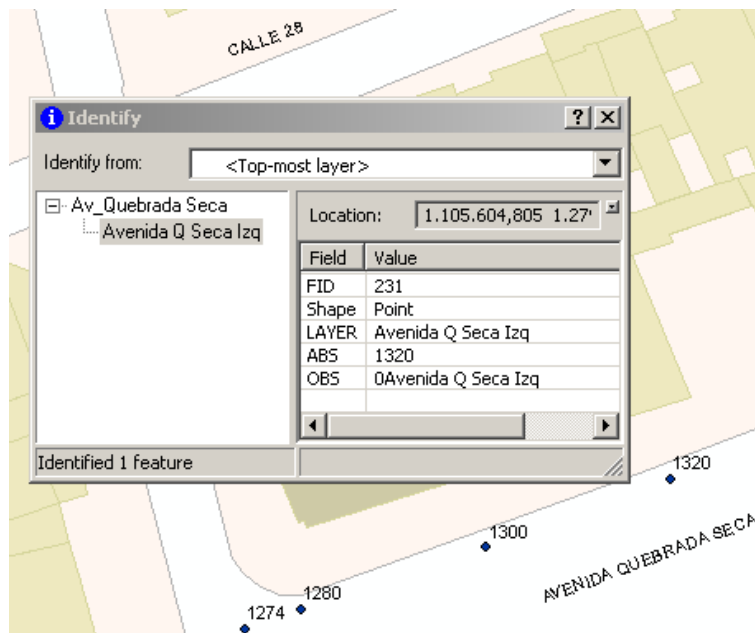 CALLE 28
Identify
Identify from: <Top-most layer>
Av_Quebrada Seca
Avenida Q Seca Izq
Location: 1.105.604,805 1.27
Field Value
FID 231
Shape Point
LAYER Avenida Q Seca Izq
ABS 1320
OBS 0Avenida Q Seca Izq
Identified 1 feature
1320
1300
AVENIDA QUEBRADA SECA
1280
1274